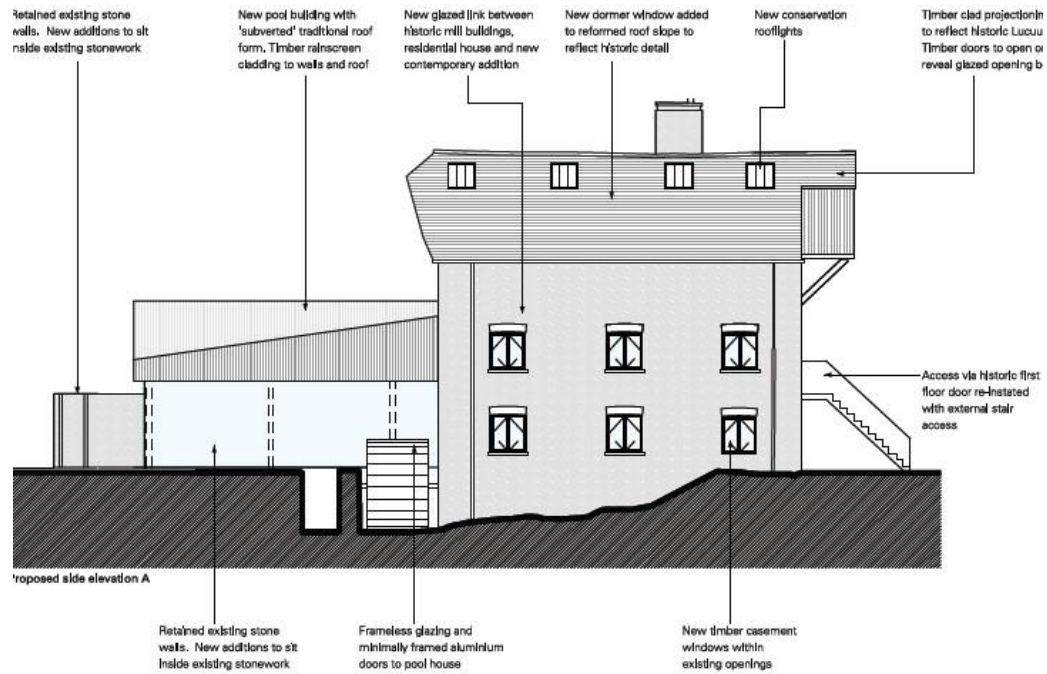 Retained existing stone
walls. New additions to sit
inside existing stonework
New pool building with
'subverted' traditional roof
form. Timber rainscreen
cladding to walls and roof
New glazed link between
historic mill buildings,
residential house and new
contemporary addition
New dormer window added
to reformed roof slope to
reflect historic detail
New conservation
rooflights
Timber clad projection
to reflect historic Lucuu
Timber doors to open
reveal glazed opening
Access via historic first
floor door re-instated
with external stair
access
Proposed side elevation A
Retained existing stone
walls. New additions to sit
inside existing stonework
Frameless glazing and
minimally framed aluminium
doors to pool house
New timber casement
windows within
existing openings